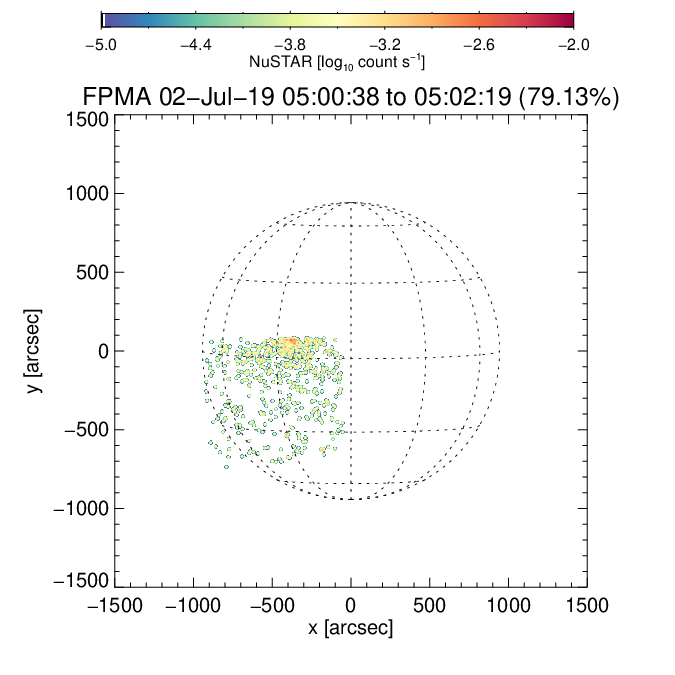 −5.0 −4.4 −3.8 −3.2 −2.6 −2.0
NuSTAR [log10 count s−1]
FPMA 02−Jul−19 05:00:38 to 05:02:19 (79.13%)
1500
1000
500
0
−500
−1000
−1500
y [arcsec]
−1500 −1000 −500 0 500 1000 1500
x [arcsec]